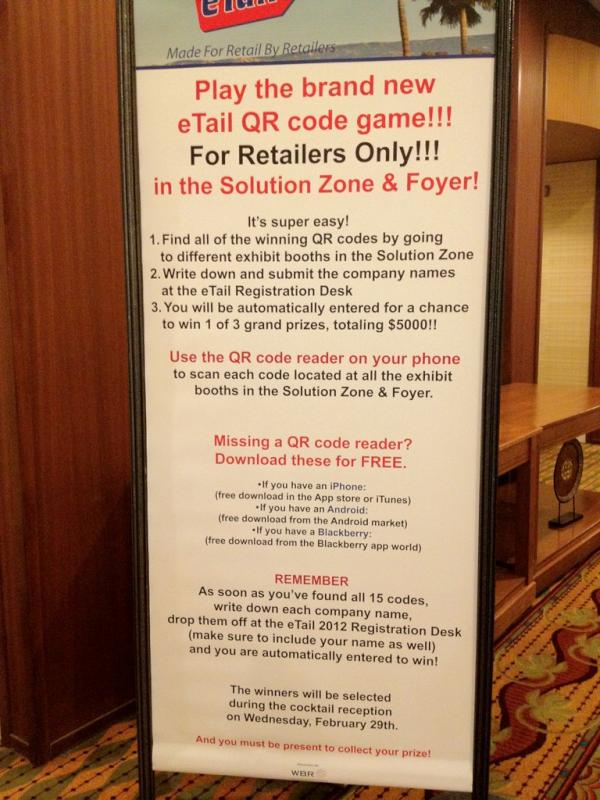 eTail
Made For Retail By Retailers
Play the brand new
eTail QR code game!!!
For Retailers Only!!!
in the Solution Zone & Foyer!
It's super easy!
1. Find all of the winning QR codes by going
to different exhibit booths in the Solution Zone
2. Write down and submit the company names
at the eTail Registration Desk
3. You will be automatically entered for a chance
to win 1 of 3 grand prizes, totaling $5000!!
Use the QR code reader on your phone
to scan each code located at all the exhibit
booths in the Solution Zone & Foyer.
Missing a QR code reader?
Download these for FREE.
•If you have an iPhone:
(free download in the App store or iTunes)
•If you have an Android:
(free download from the Android market)
•If you have a Blackberry:
(free download from the Blackberry app world)
REMEMBER
As soon as you've found all 15 codes,
write down each company name,
drop them off at the eTail 2012 Registration Desk
(make sure to include your name as well)
and you are automatically entered to win!
The winners will be selected
during the cocktail reception
on Wednesday, February 29th.
And you must be present to collect your prize!
WBR